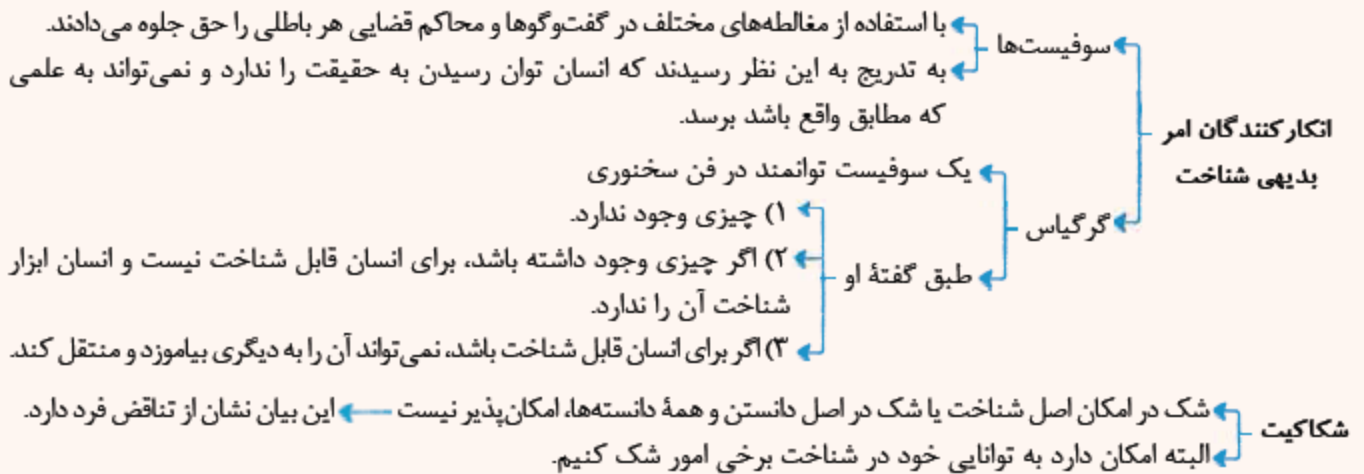 با استفاده از مغالطه‌های مختلف در گفت‌وگوها و محاکم قضایی هر باطلی را حق جلوه می‌دادند.
سوفیست‌ها
به تدریج به این نظر رسیدند که انسان توان رسیدن به حقیقت را ندارد و نمی‌تواند به علمی
که مطابق واقع باشد برسد.
انکارکنندگان امر
بدیهی شناخت
یک سوفیست توانمند در فن سخنوری
گرگیاس
طبق گفتهٔ او
۱) چیزی وجود ندارد.
۲) اگر چیزی وجود داشته باشد، برای انسان قابل شناخت نیست و انسان ابزار
شناخت آن را ندارد.
۳) اگر برای انسان قابل شناخت باشد، نمی‌تواند آن را به دیگری بیاموزد و منتقل کند.
شکاکیت
شک در امکان اصل شناخت یا شک در اصل دانستن و همهٔ دانسته‌ها، امکان‌پذیر نیست این بیان نشان از تناقض فرد دارد.
البته امکان دارد به توانایی خود در شناخت برخی امور شک کنیم.